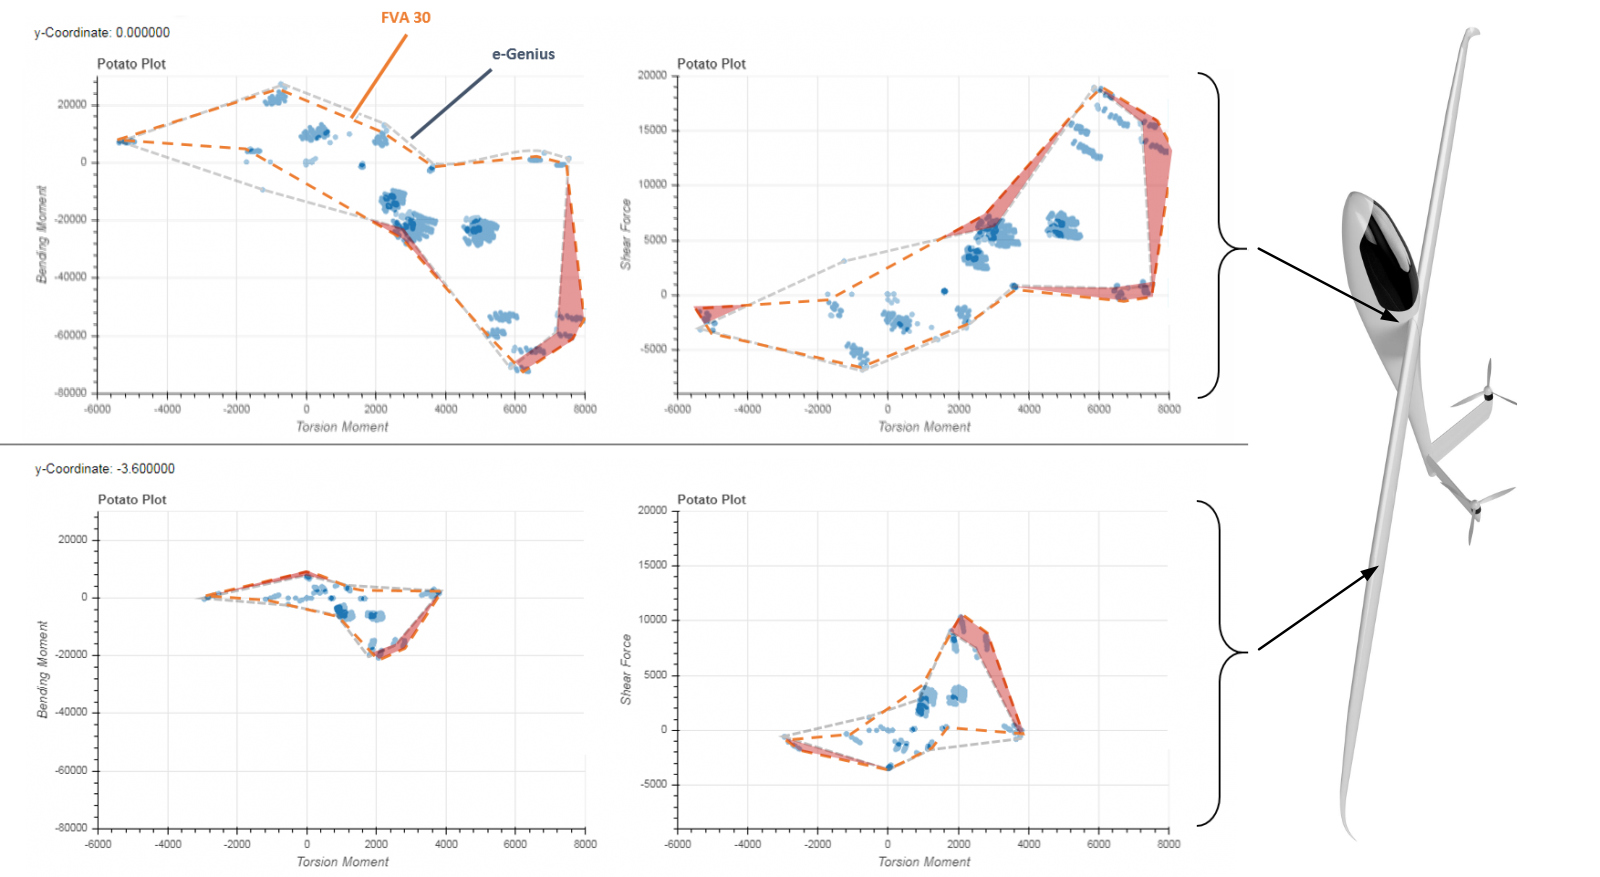 FVA 30
y-Coordinate: 0.000000
e-Genius
Potato Plot
Potato Plot
20000
0
-20000
-40000
-60000
-80000
Bending Moment
-6000 -4000 -2000 0 2000 4000 6000 8000
Torsion Moment
20000
15000
10000
5000
0
-5000
Shear Force
-6000 -4000 -2000 0 2000 4000 6000 8000
Torsion Moment
y-Coordinate: -3.600000
Potato Plot
Potato Plot
20000
0
-20000
-40000
-60000
-80000
Bending Moment
-6000 -4000 -2000 0 2000 4000 6000 8000
Torsion Moment
20000
15000
10000
5000
0
-5000
Shear Force
-6000 -4000 -2000 0 2000 4000 6000 8000
Torsion Moment